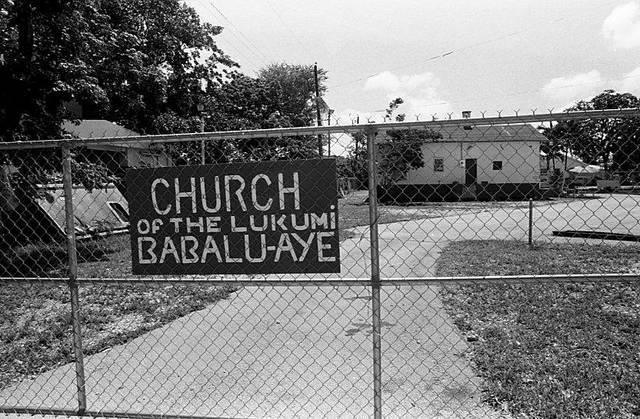 CHURCH
OF THE LUKUMi
BABALU-AYE